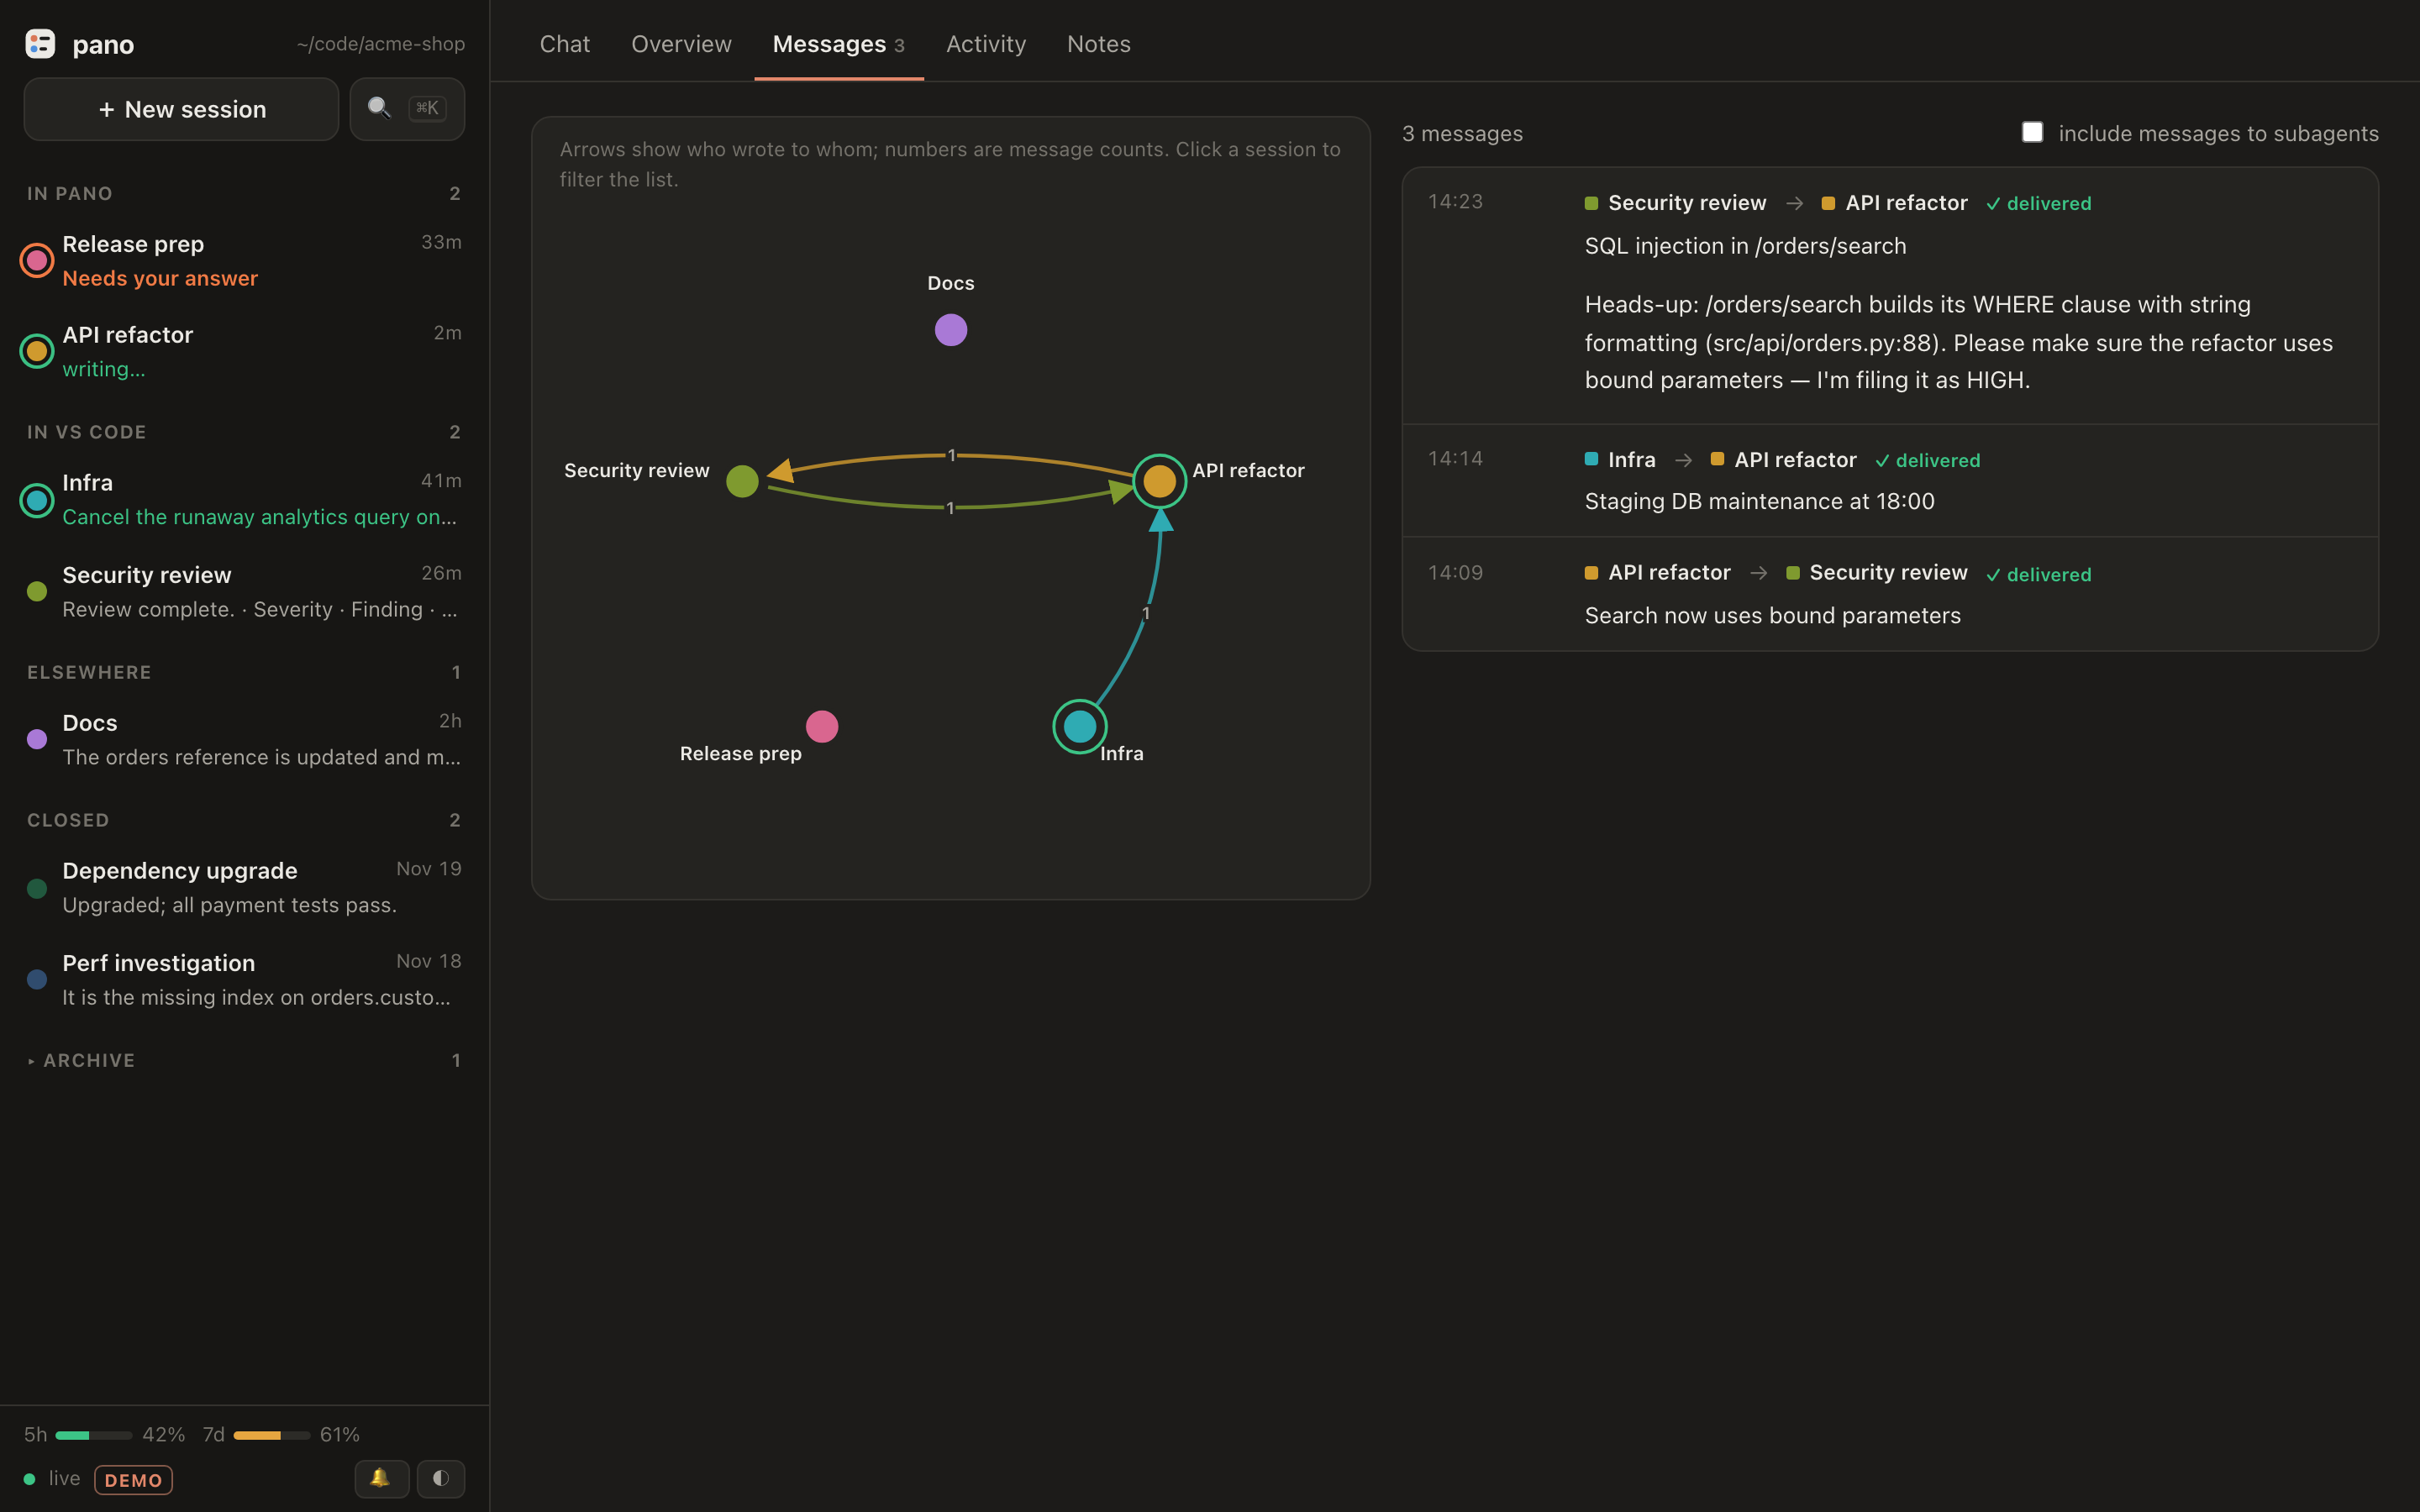 pano
~/code/acme-shop
+ New session
⌘K
IN PANO 2
Release prep 33m
Needs your answer
API refactor 2m
writing...
IN VS CODE 2
Infra 41m
Cancel the runaway analytics query on...
Security review 26m
Review complete. · Severity · Finding · ...
ELSEWHERE 1
Docs 2h
The orders reference is updated and m...
CLOSED 2
Dependency upgrade Nov 19
Upgraded; all payment tests pass.
Perf investigation Nov 18
It is the missing index on orders.custo...
▸ ARCHIVE 1
5h 42% 7d 61%
live DEMO
Chat Overview Messages 3 Activity Notes
Arrows show who wrote to whom; numbers are message counts. Click a session to
filter the list.
Docs
1
Security review
API refactor
1
1
Release prep
Infra
3 messages
include messages to subagents
14:23 Security review → API refactor ✓ delivered
SQL injection in /orders/search
Heads-up: /orders/search builds its WHERE clause with string
formatting (src/api/orders.py:88). Please make sure the refactor uses
bound parameters — I'm filing it as HIGH.
14:14 Infra → API refactor ✓ delivered
Staging DB maintenance at 18:00
14:09 API refactor → Security review ✓ delivered
Search now uses bound parameters